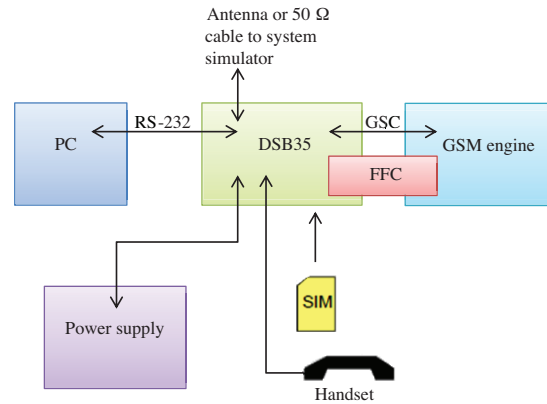 Antenna or 50 Ω
cable to system
simulator
RS-232
GSC
PC
DSB35
GSM engine
FFC
SIM
Power supply
Handset